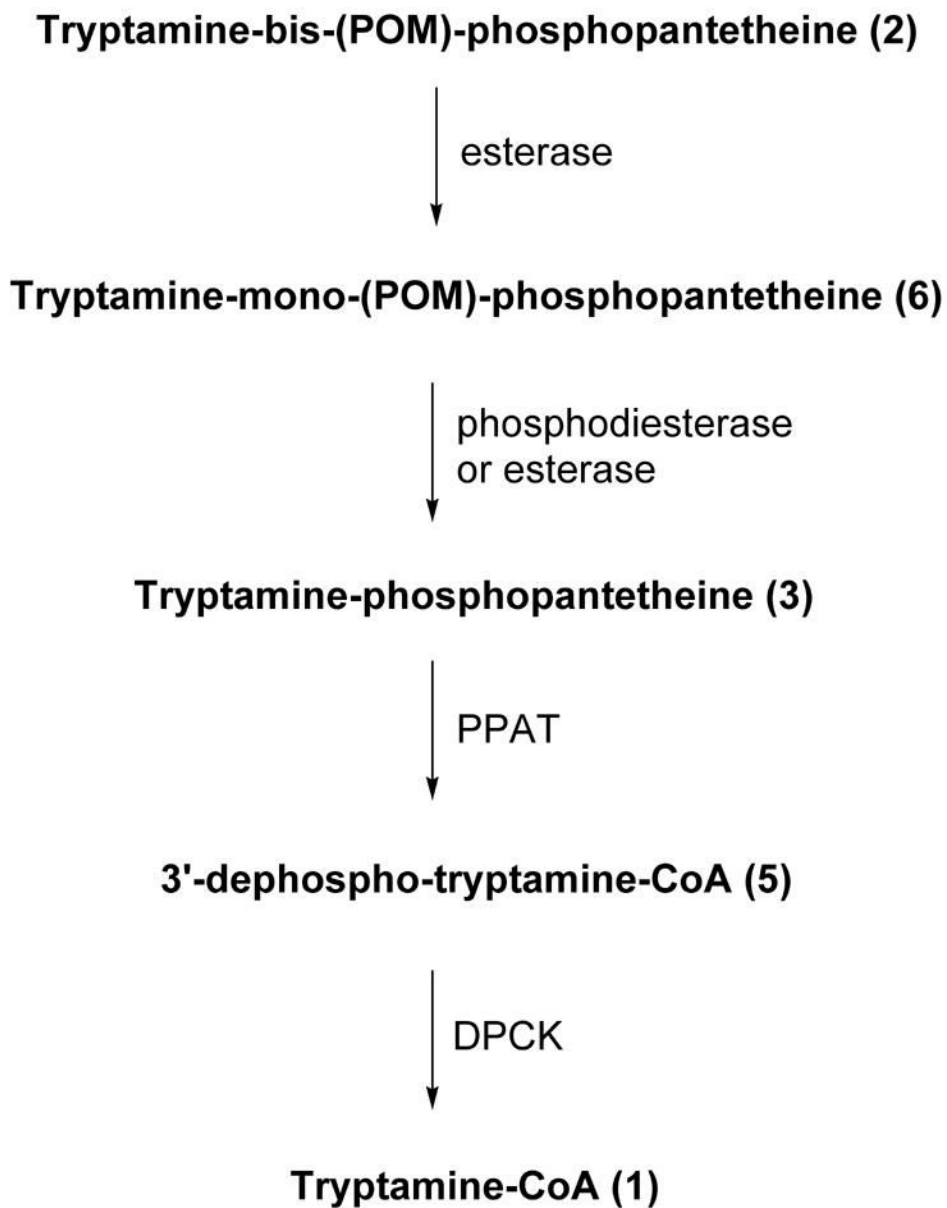 Tryptamine-bis-(POM)-phosphopantetheine (2)
esterase
Tryptamine-mono-(POM)-phosphopantetheine (6)
phosphodiesterase
or esterase
Tryptamine-phosphopantetheine (3)
PPAT
3'-dephospho-tryptamine-CoA (5)
DPCK
Tryptamine-CoA (1)